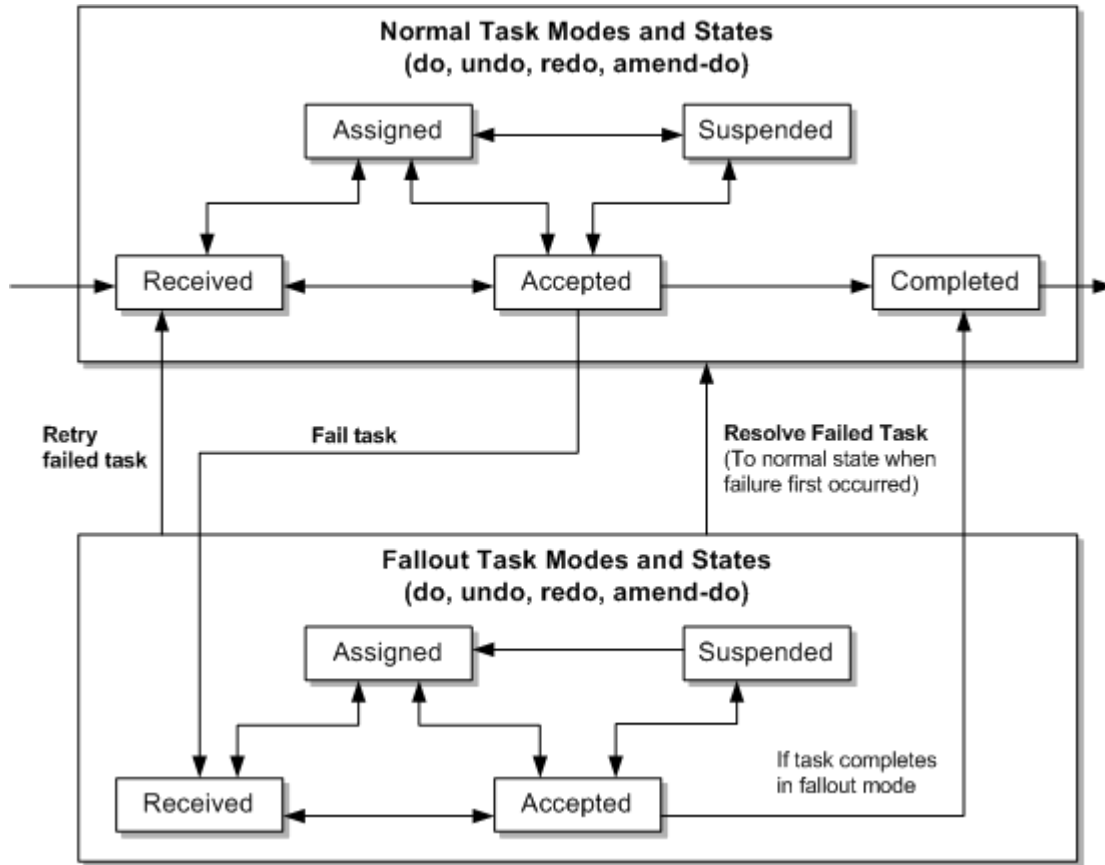 Normal Task Modes and States
(do, undo, redo, amend-do)
Assigned
Suspended
Received
Accepted
Completed
Retry
failed task
Fail task
Resolve Failed Task
(To normal state when
failure first occurred)
Fallout Task Modes and States
(do, undo, redo, amend-do)
Assigned
Suspended
If task completes
in fallout mode
Received
Accepted